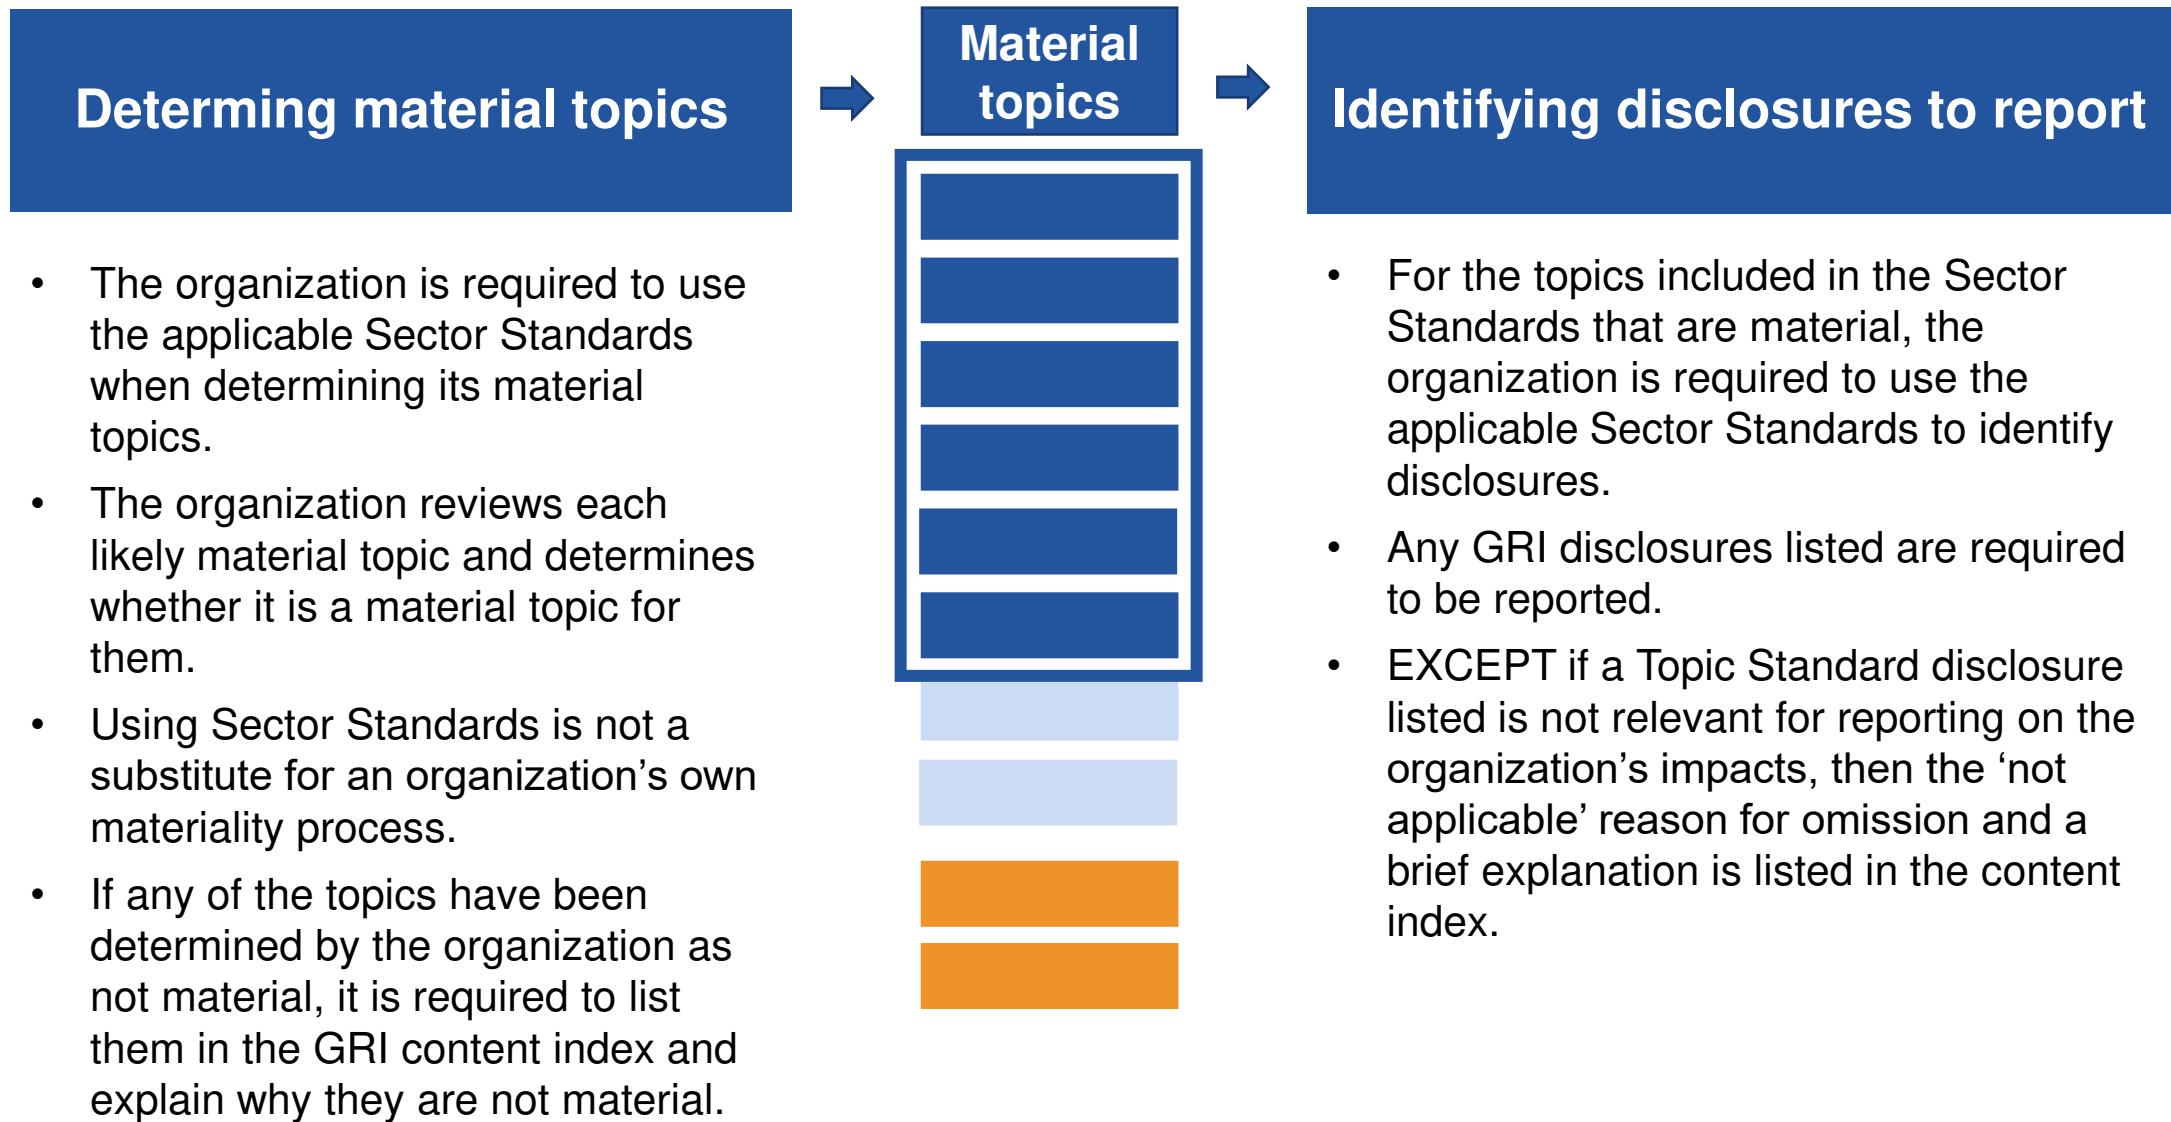 Determing material topics
• The organization is required to use
the applicable Sector Standards
when determining its material
topics.
• The organization reviews each
likely material topic and determines
whether it is a material topic for
them.
• Using Sector Standards is not a
substitute for an organization’s own
materiality process.
• If any of the topics have been
determined by the organization as
not material, it is required to list
them in the GRI content index and
explain why they are not material.
Material
topics
Identifying disclosures to report
• For the topics included in the Sector
Standards that are material, the
organization is required to use the
applicable Sector Standards to identify
disclosures.
• Any GRI disclosures listed are required
to be reported.
• EXCEPT if a Topic Standard disclosure
listed is not relevant for reporting on the
organization’s impacts, then the ‘not
applicable’ reason for omission and a
brief explanation is listed in the content
index.